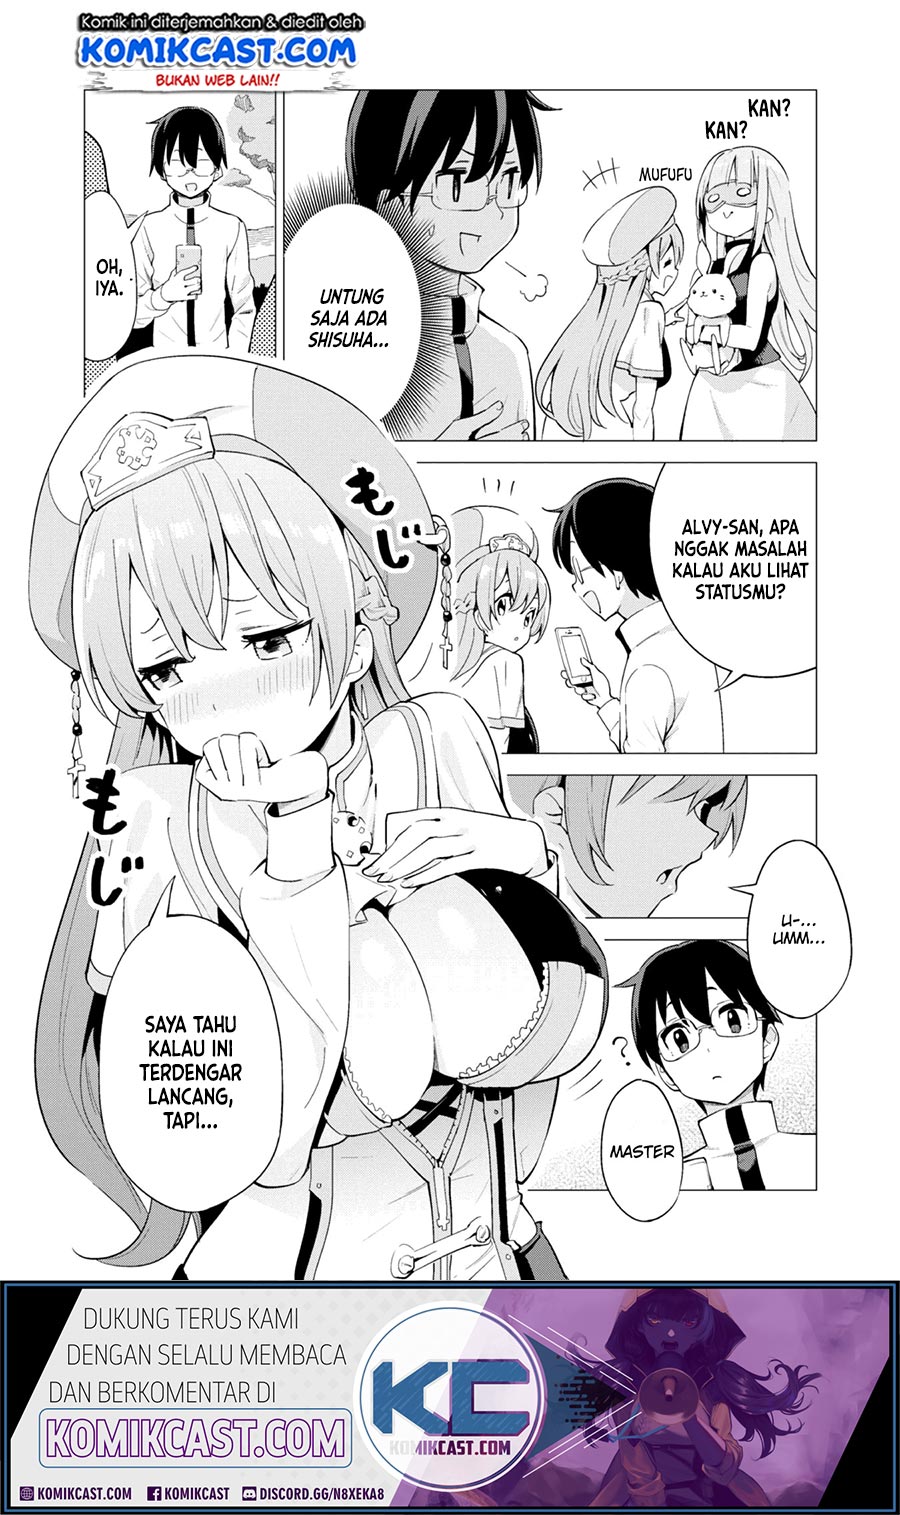 Komik ini diterjemahkan & diedit oleh
KOMIKCAST.COM
BUKAN WEB LAIN!!
KAN?
KAN?
MUFUFU
UNTUNG
SAJA ADA
SHISUHA...
OH,
IYA.
ALVY-SAN, APA
NGGAK MASALAH
KALAU AKU LIHAT
STATUSMU?
もじ
もじ
U-...
UMM...
?
MASTER
SAYA TAHU
KALAU INI
TERDENGAR
LANCANG,
TAPI...
DUKUNG TERUS KAMI
DENGAN SELALU MEMBACA
DAN BERKOMENTAR DI
KOMIKCAST.COM
KC
KOMIKCAST.COM
KOMIKCAST.COM KOMIKCAST DISCORD.GG/N8XEKA8